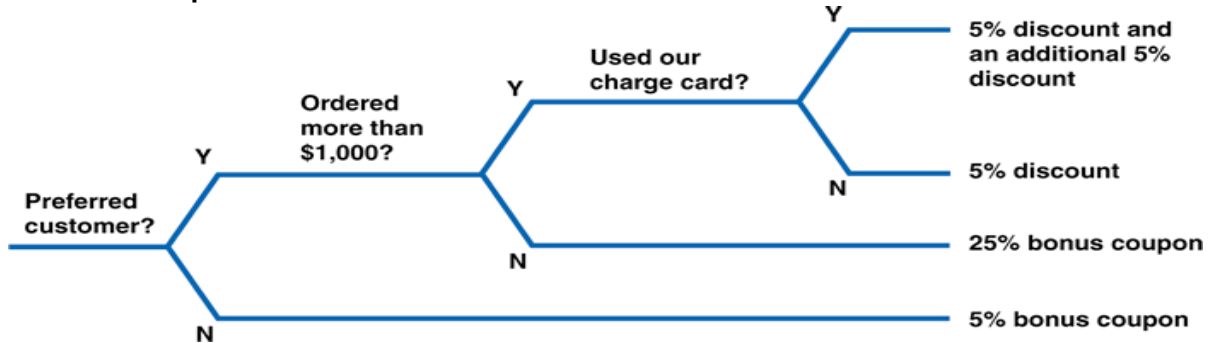 Y
5% discount and
an additional 5%
discount
Used our
charge card?
Y
Ordered
more than
$1,000?
Y
5% discount
N
Preferred
customer?
25% bonus coupon
N
5% bonus coupon
N